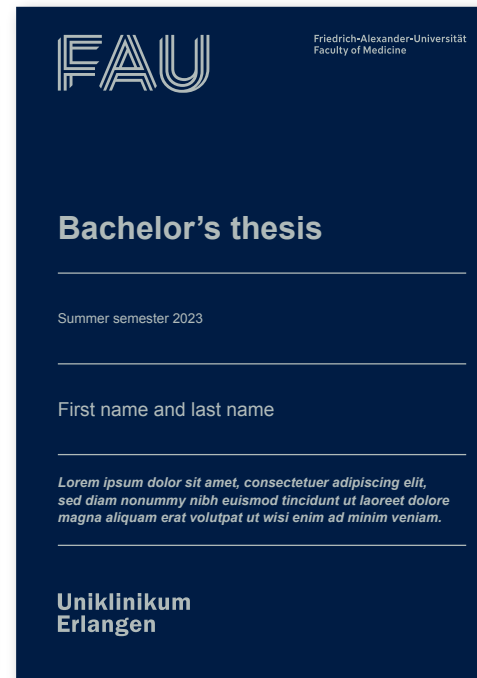 FAU
Friedrich-Alexander-Universität
Faculty of Medicine
Bachelor’s thesis
Summer semester 2023
First name and last name
Lorem ipsum dolor sit amet, consectetuer adipiscing elit,
sed diam nonummy nibh euismod tincidunt ut laoreet dolore
magna aliquam erat volutpat ut wisi enim ad minim veniam.
Uniklinikum
Erlangen